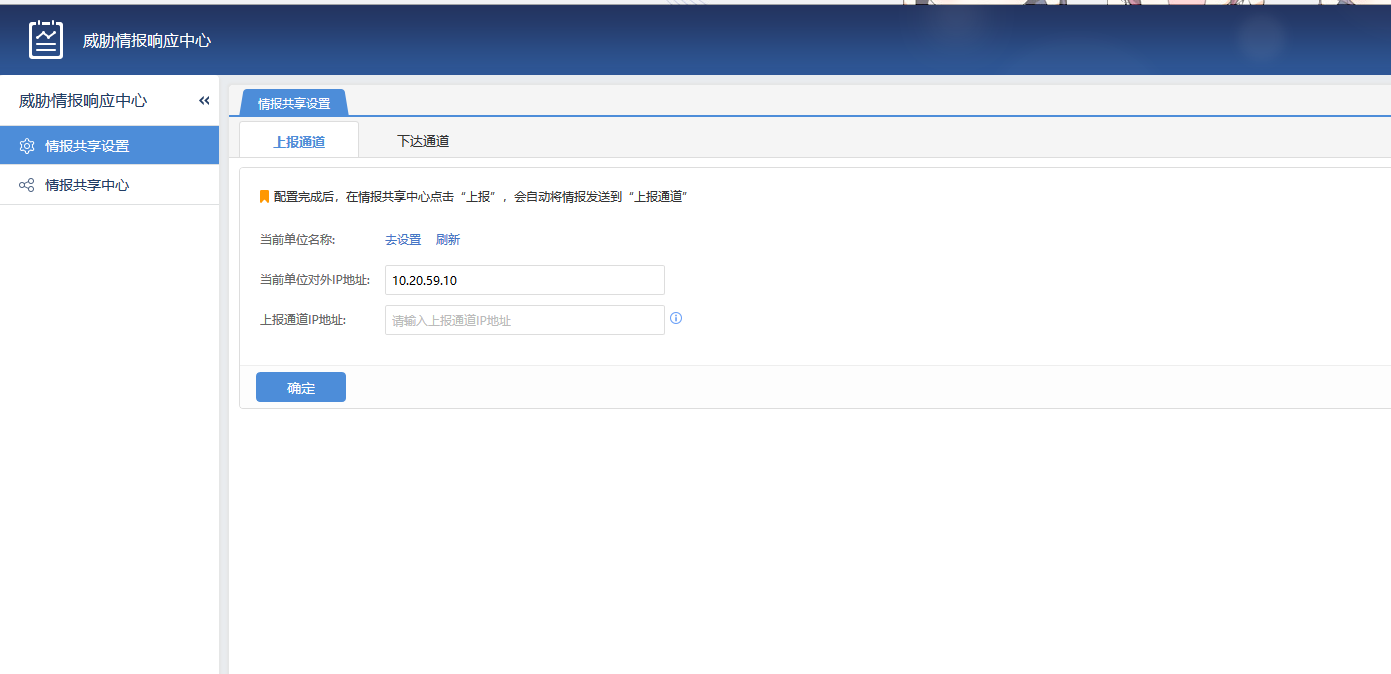 威胁情报响应中心
威胁情报响应中心
情报共享设置
情报共享中心
情报共享设置
上报通道 下达通道
配置完成后，在情报共享中心点击“上报”，会自动将情报发送到“上报通道”
当前单位名称: 去设置 刷新
当前单位对外IP地址: 10.20.59.10
上报通道IP地址: 请输入上报通道IP地址
确定